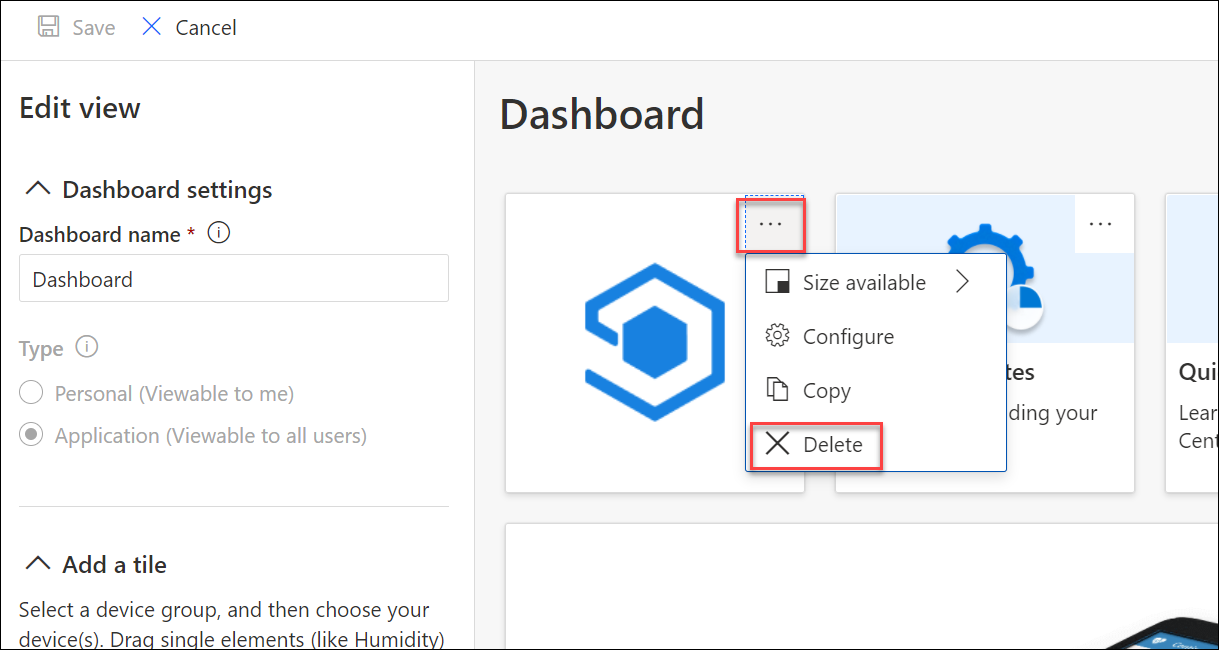 Save Cancel
Edit view
Dashboard settings
Dashboard name * i
Dashboard
Type i
Personal (Viewable to me)
Application (Viewable to all users)
Add a tile
Select a device group, and then choose your
device(s). Drag single elements (like Humidity)
Dashboard
...
...
Size available
Configure
Copy
Delete
tes
ding your
Qui
Lear
Cent